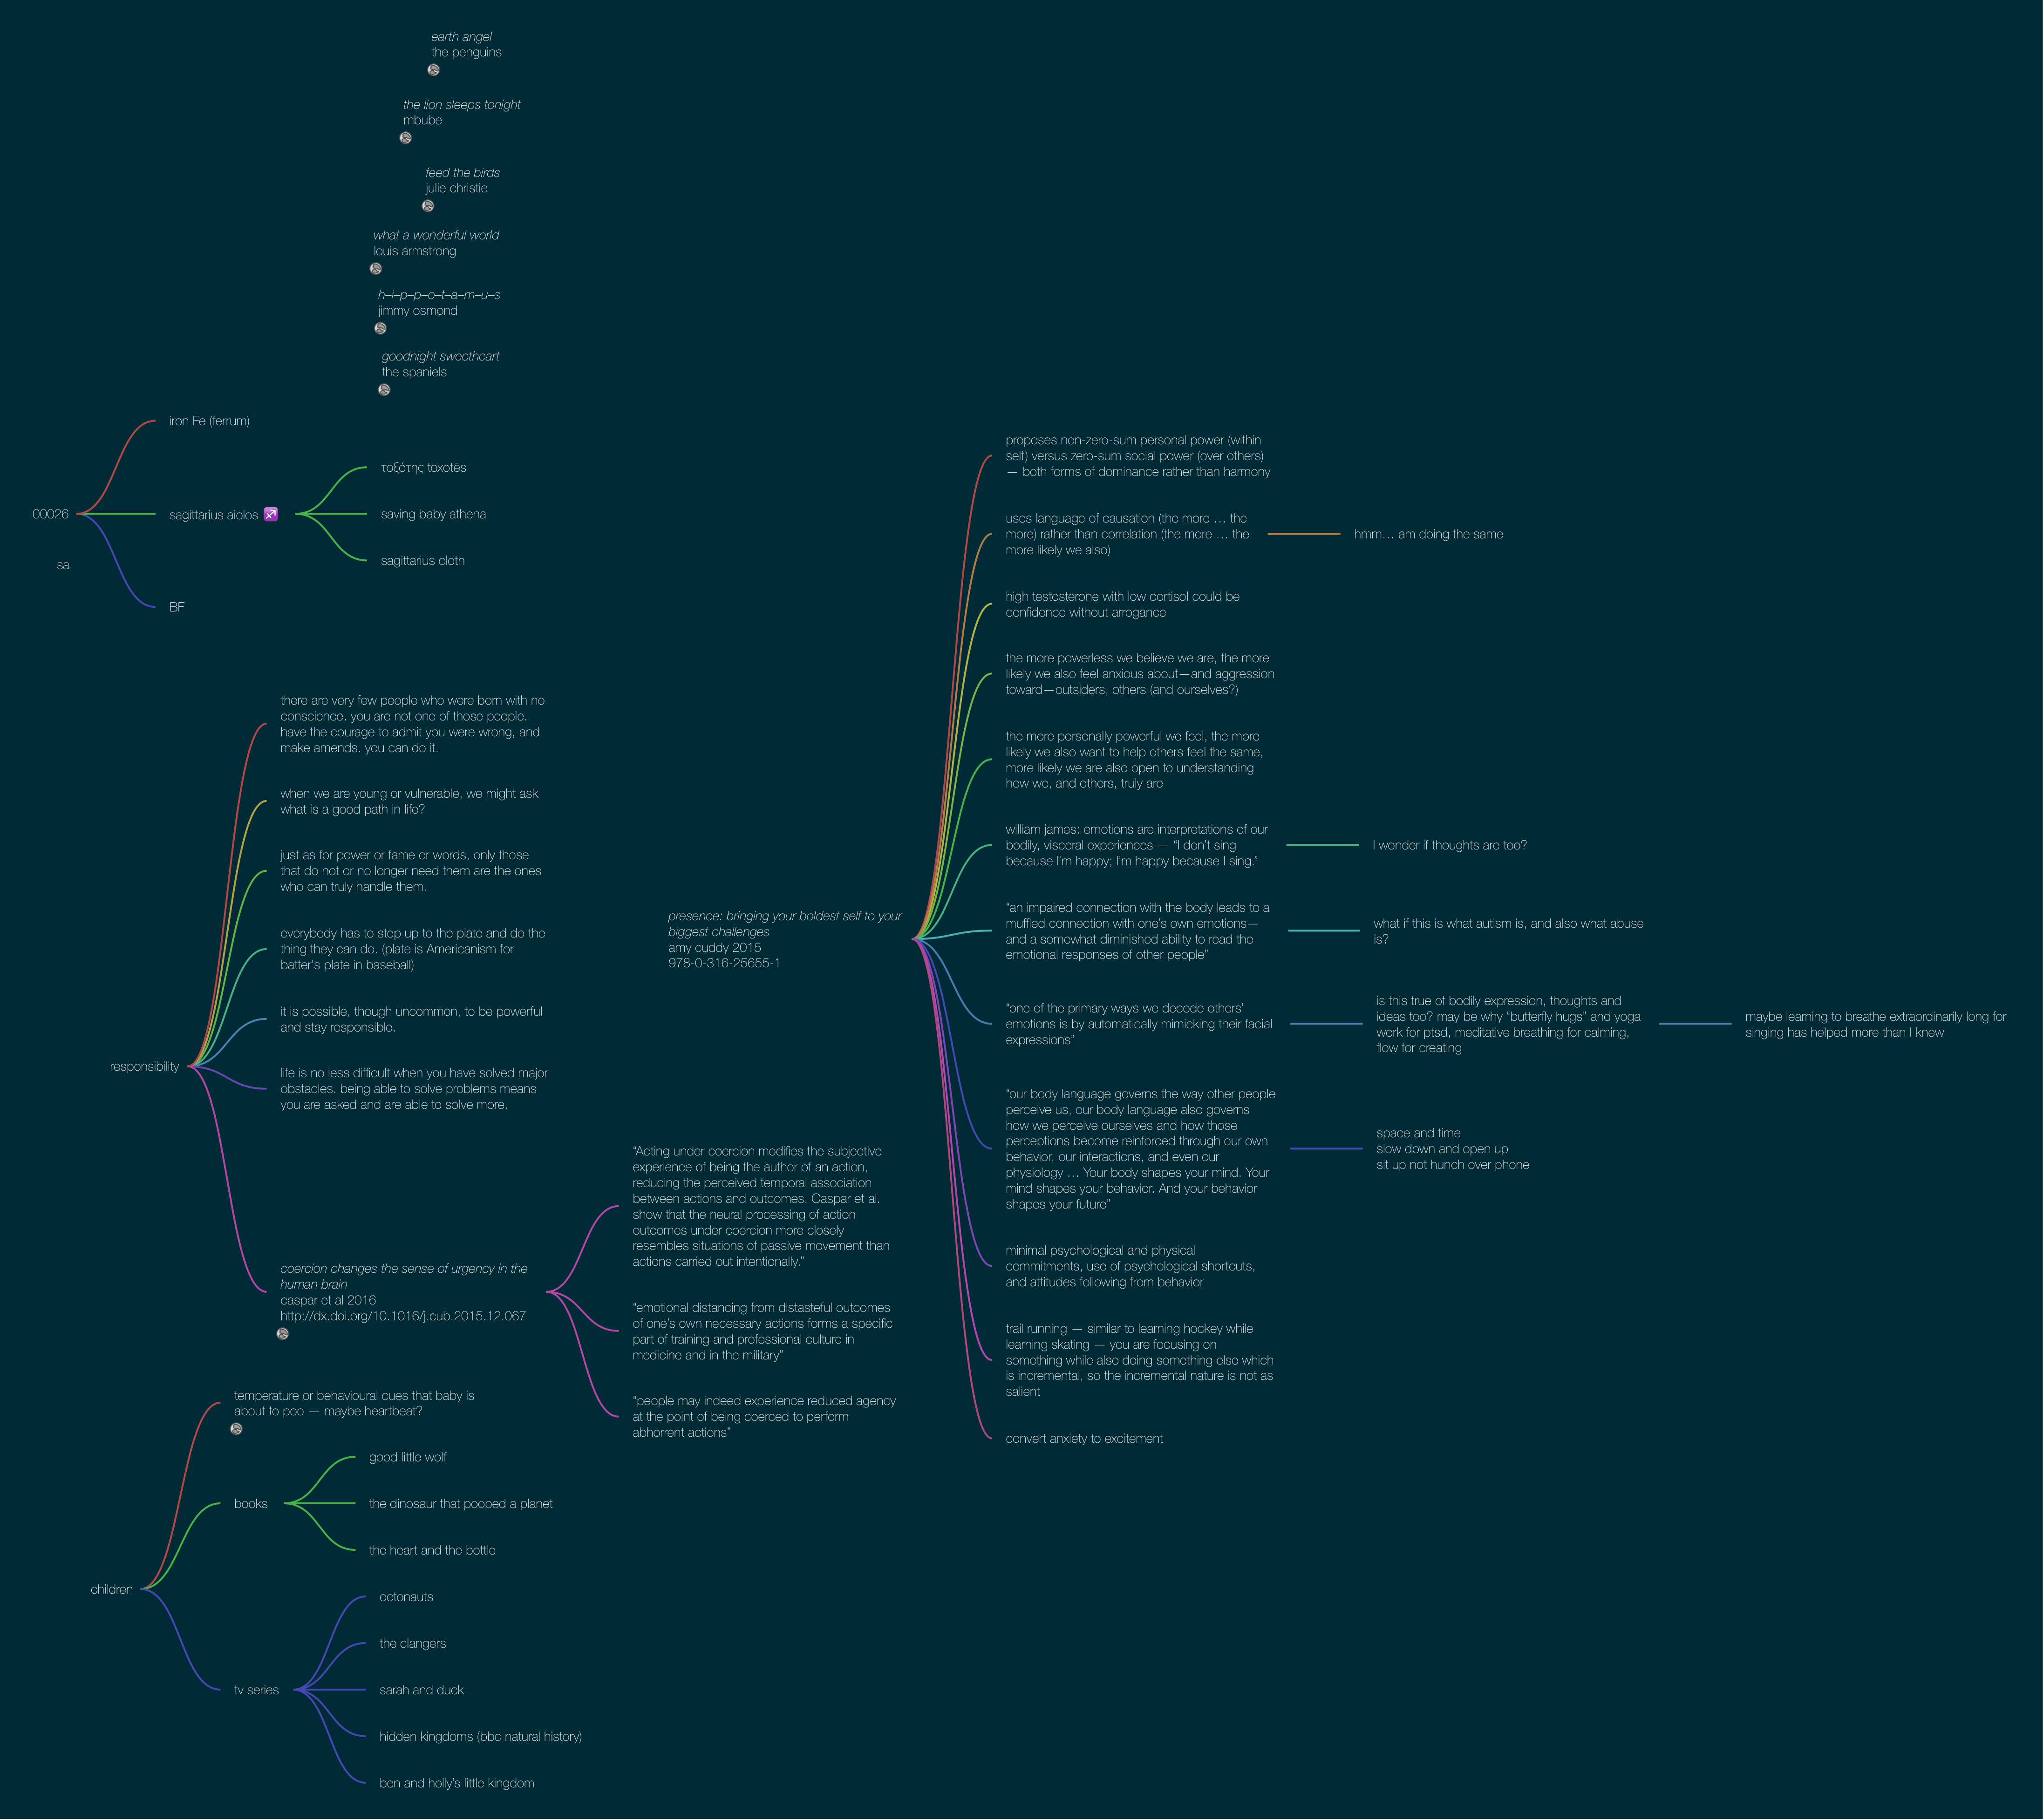 earth angel
the penguins
the lion sleeps tonight
mbube
feed the birds
julie christie
what a wonderful world
louis armstrong
h–i–p–p–o–t–a–m–u–s
jimmy osmond
goodnight sweetheart
the spaniels
00026
sa
iron Fe (ferrum)
sagittarius aiolos ♐
τοξότης toxotēs
saving baby athena
sagittarius cloth
BF
responsibility
there are very few people who were born with no
conscience. you are not one of those people.
have the courage to admit you were wrong, and
make amends. you can do it.
when we are young or vulnerable, we might ask
what is a good path in life?
just as for power or fame or words, only those
that do not or no longer need them are the ones
who can truly handle them.
everybody has to step up to the plate and do the
thing they can do. (plate is Americanism for
batter's plate in baseball)
it is possible, though uncommon, to be powerful
and stay responsible.
life is no less difficult when you have solved major
obstacles. being able to solve problems means
you are asked and are able to solve more.
coercion changes the sense of urgency in the
human brain
caspar et al 2016
http://dx.doi.org/10.1016/j.cub.2015.12.067
“Acting under coercion modifies the subjective
experience of being the author of an action,
reducing the perceived temporal association
between actions and outcomes. Caspar et al.
show that the neural processing of action
outcomes under coercion more closely
resembles situations of passive movement than
actions carried out intentionally.”
“emotional distancing from distasteful outcomes
of one’s own necessary actions forms a specific
part of training and professional culture in
medicine and in the military”
“people may indeed experience reduced agency
at the point of being coerced to perform
abhorrent actions”
children
temperature or behavioural cues that baby is
about to poo — maybe heartbeat?
books
good little wolf
the dinosaur that pooped a planet
the heart and the bottle
tv series
octonauts
the clangers
sarah and duck
hidden kingdoms (bbc natural history)
ben and holly’s little kingdom
presence: bringing your boldest self to your
biggest challenges
amy cuddy 2015
978-0-316-25655-1
proposes non-zero-sum personal power (within
self) versus zero-sum social power (over others)
— both forms of dominance rather than harmony
uses language of causation (the more … the
more) rather than correlation (the more … the
more likely we also)
hmm… am doing the same
high testosterone with low cortisol could be
confidence without arrogance
the more powerless we believe we are, the more
likely we also feel anxious about—and aggression
toward—outsiders, others (and ourselves?)
the more personally powerful we feel, the more
likely we also want to help others feel the same,
more likely we are also open to understanding
how we, and others, truly are
william james: emotions are interpretations of our
bodily, visceral experiences — “I don’t sing
because I’m happy; I’m happy because I sing.”
I wonder if thoughts are too?
“an impaired connection with the body leads to a
muffled connection with one’s own emotions—
and a somewhat diminished ability to read the
emotional responses of other people”
what if this is what autism is, and also what abuse
is?
“one of the primary ways we decode others’
emotions is by automatically mimicking their facial
expressions”
is this true of bodily expression, thoughts and
ideas too? may be why “butterfly hugs” and yoga
work for ptsd, meditative breathing for calming,
flow for creating
maybe learning to breathe extraordinarily long for
singing has helped more than I knew
“our body language governs the way other people
perceive us, our body language also governs
how we perceive ourselves and how those
perceptions become reinforced through our own
behavior, our interactions, and even our
physiology … Your body shapes your mind. Your
mind shapes your behavior. And your behavior
shapes your future”
space and time
slow down and open up
sit up not hunch over phone
minimal psychological and physical
commitments, use of psychological shortcuts,
and attitudes following from behavior
trail running — similar to learning hockey while
learning skating — you are focusing on
something while also doing something else which
is incremental, so the incremental nature is not as
salient
convert anxiety to excitement